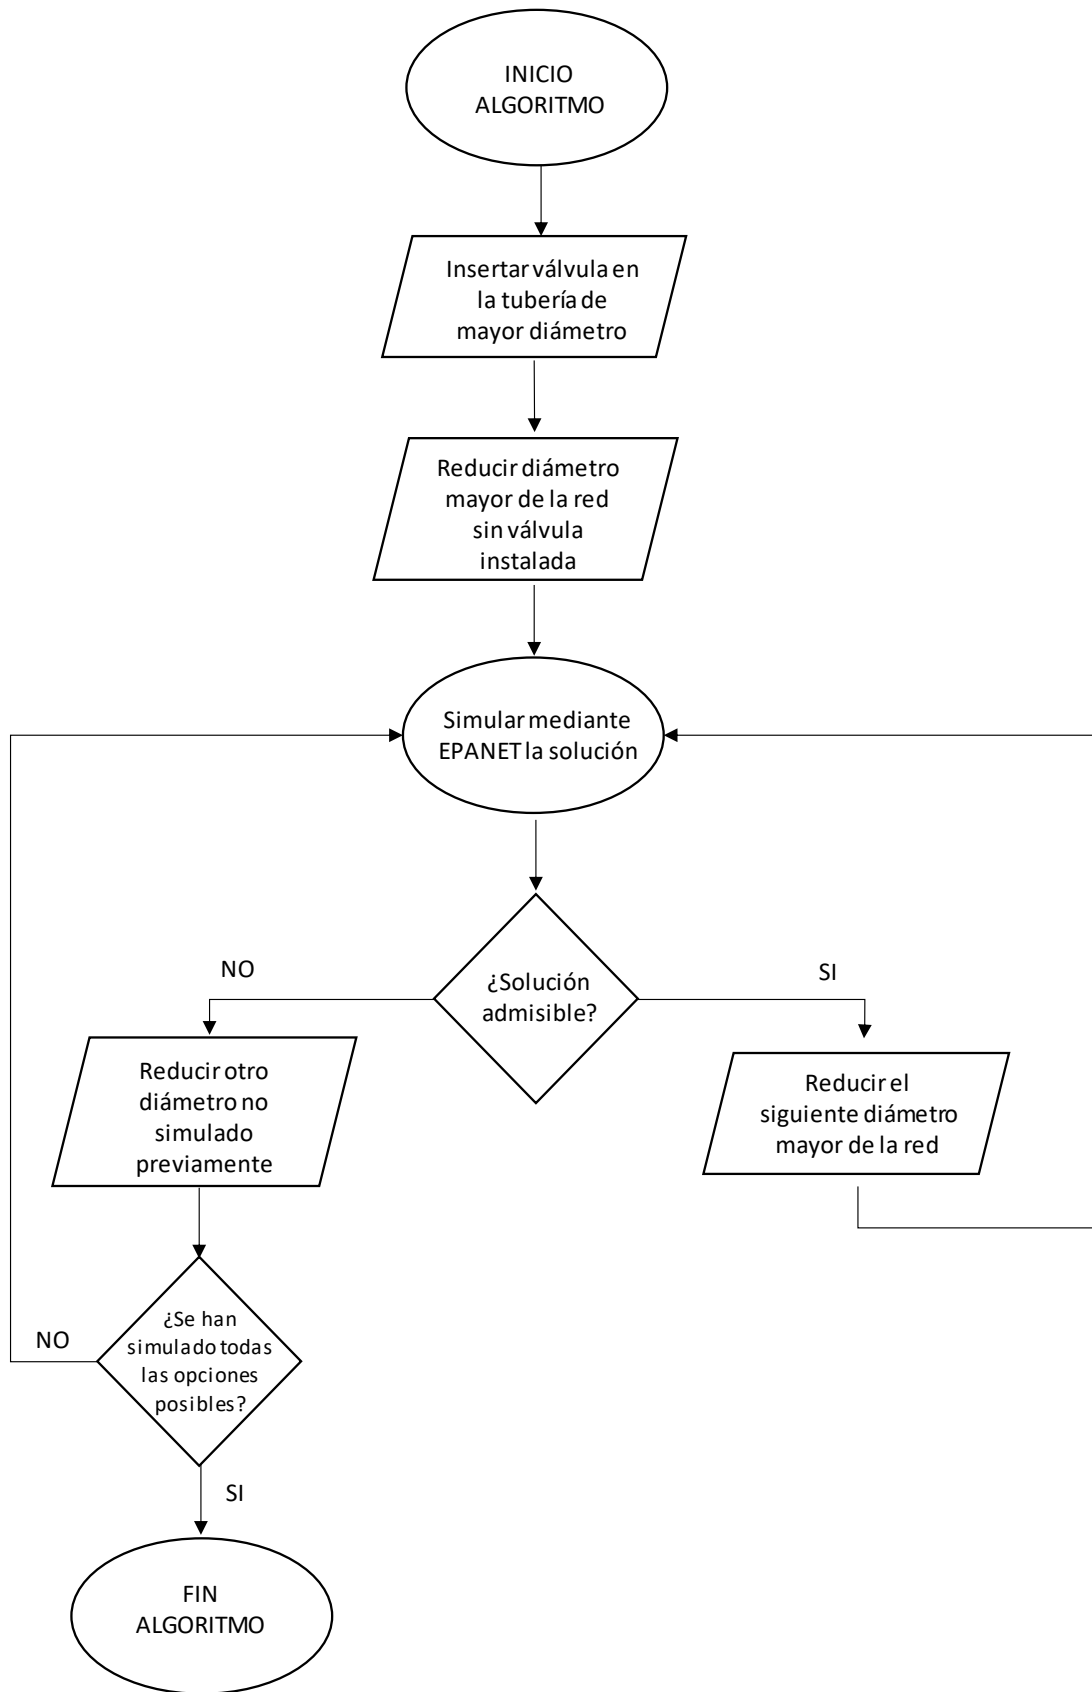 INICIO
ALGORITMO
Insertar válvula en
la tubería de
mayor diámetro
Reducir diámetro
mayor de la red
sin válvula
instalada
Simular mediante
EPANET la solución
¿Solución
admisible?
NO
SI
Reducir otro
diámetro no
simulado
previamente
Reducir el
siguiente diámetro
mayor de la red
¿Se han
simulado todas
las opciones
posibles?
NO
SI
FIN
ALGORITMO